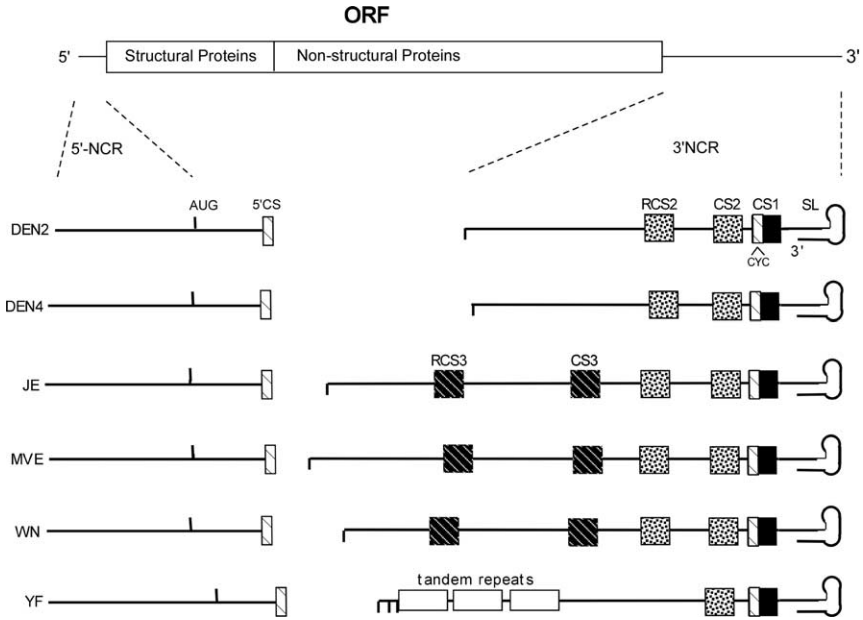 ORF
5' Structural Proteins Non-structural Proteins 3'
5'-NCR 3'NCR
AUG 5'CS RCS2 CS2 CS1 SL
DEN2
3'
CYC
DEN4
RCS3 CS3
JE
MVE
WN
tandem repeats
YF